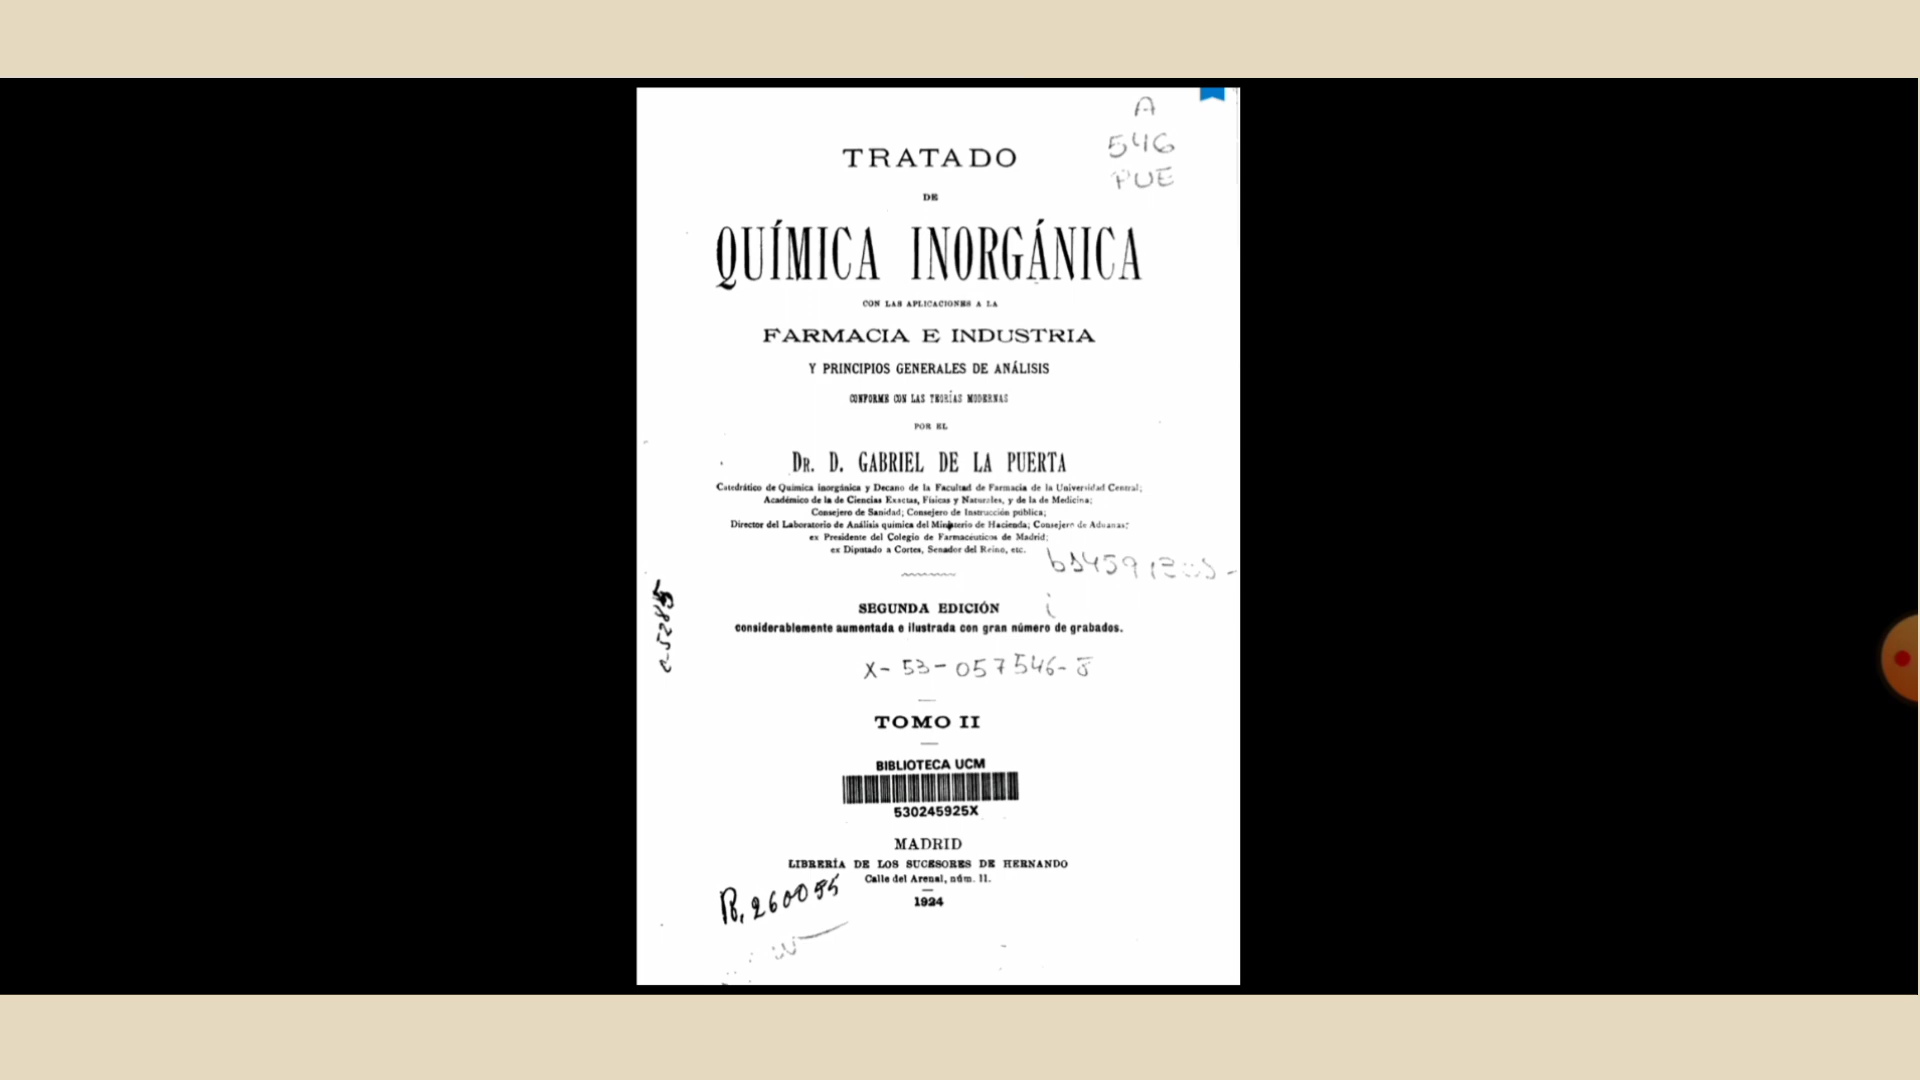 A
546
PUE
TRATADO
DE
QUÍMICA INORGÁNICA
CON LAS APLICACIONES A LA
FARMACIA E INDUSTRIA
Y PRINCIPIOS GENERALES DE ANÁLISIS
CONFORME CON LAS TEORÍAS MODERNAS
POR EL
DR. D. GABRIEL DE LA PUERTA
Catedrático de Química inorgánica y Decano de la Facultad de Farmacia de la Universidad Central;
Académico de la de Ciencias Exactas, Físicas y Naturales, y de la de Medicina;
Consejero de Sanidad; Consejero de Instrucción pública;
Director del Laboratorio de Análisis química del Ministerio de Hacienda; Consejero de Aduanas;
ex Presidente del Colegio de Farmacéuticos de Madrid;
ex Diputado a Cortes, Senador del Reino, etc.
SEGUNDA EDICIÓN
considerablemente aumentada e ilustrada con gran número de grabados.
X-53-057546-8
TOMO II
BIBLIOTECA UCM
530245925X
MADRID
LIBRERÍA DE LOS SUCESORES DE HERNANDO
Calle del Arenal, núm. 11.
1924